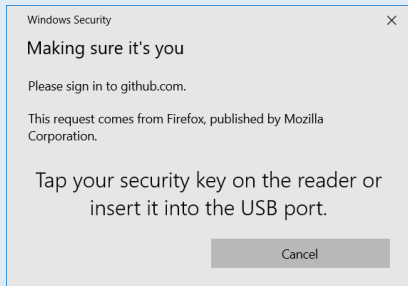 Windows Security
Making sure it's you
Please sign in to github.com.
This request comes from Firefox, published by Mozilla
Corporation.
Tap your security key on the reader or
insert it into the USB port.
Cancel